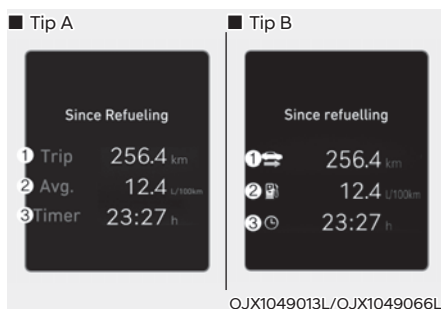 ■ Tip A
Since Refueling
1 Trip 256.4 km
2 Avg. 12.4 L/100km
3 Timer 23:27 h
■ Tip B
Since refuelling
1 256.4 km
2 12.4 L/100km
3 23:27 h
OJX1049013L/OJX1049066L